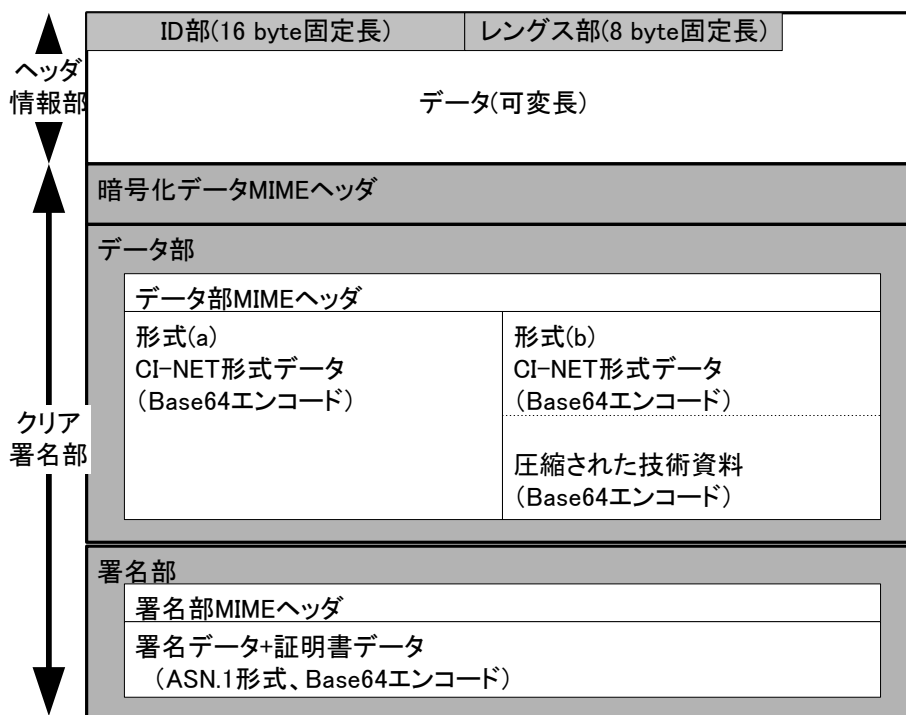 ID部(16 byte固定長)
レングス部(8 byte固定長)
ヘッダ
情報部
データ(可変長)
暗号化データMIMEヘッダ
データ部
データ部MIMEヘッダ
形式(a)
CI-NET形式データ
(Base64エンコード)
形式(b)
CI-NET形式データ
(Base64エンコード)
圧縮された技術資料
(Base64エンコード)
クリア
署名部
署名部
署名部MIMEヘッダ
署名データ+証明書データ
(ASN.1形式、Base64エンコード)